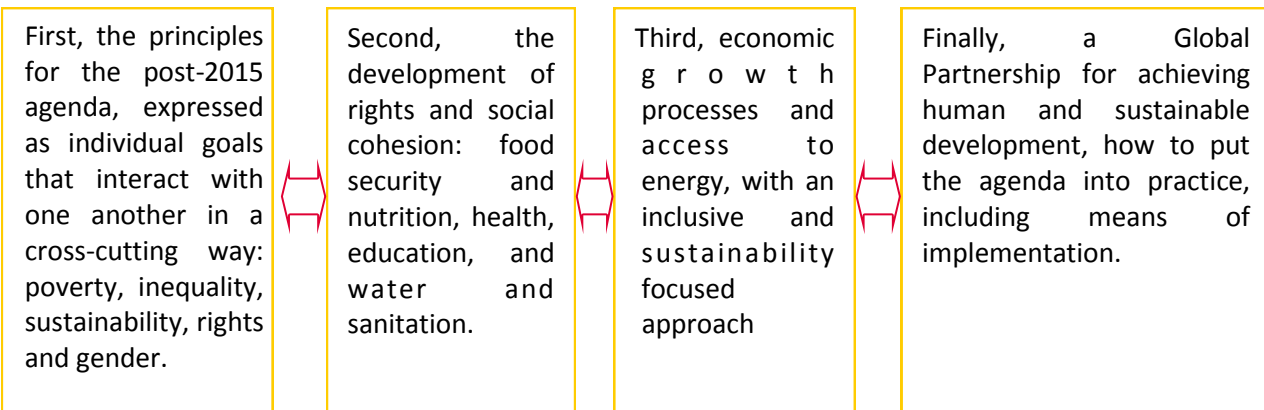 First, the principles
for the post-2015
agenda, expressed
as individual goals
that interact with
one another in a
cross-cutting way:
poverty, inequality,
sustainability, rights
and gender.
Second, the
development of
rights and social
cohesion: food
security and
nutrition, health,
education, and
water and
sanitation.
Third, economic
growth
processes and
access to
energy, with an
inclusive and
sustainability
focused
approach
Finally, a Global
Partnership for achieving
human and sustainable
development, how to put
the agenda into practice,
including means of
implementation.